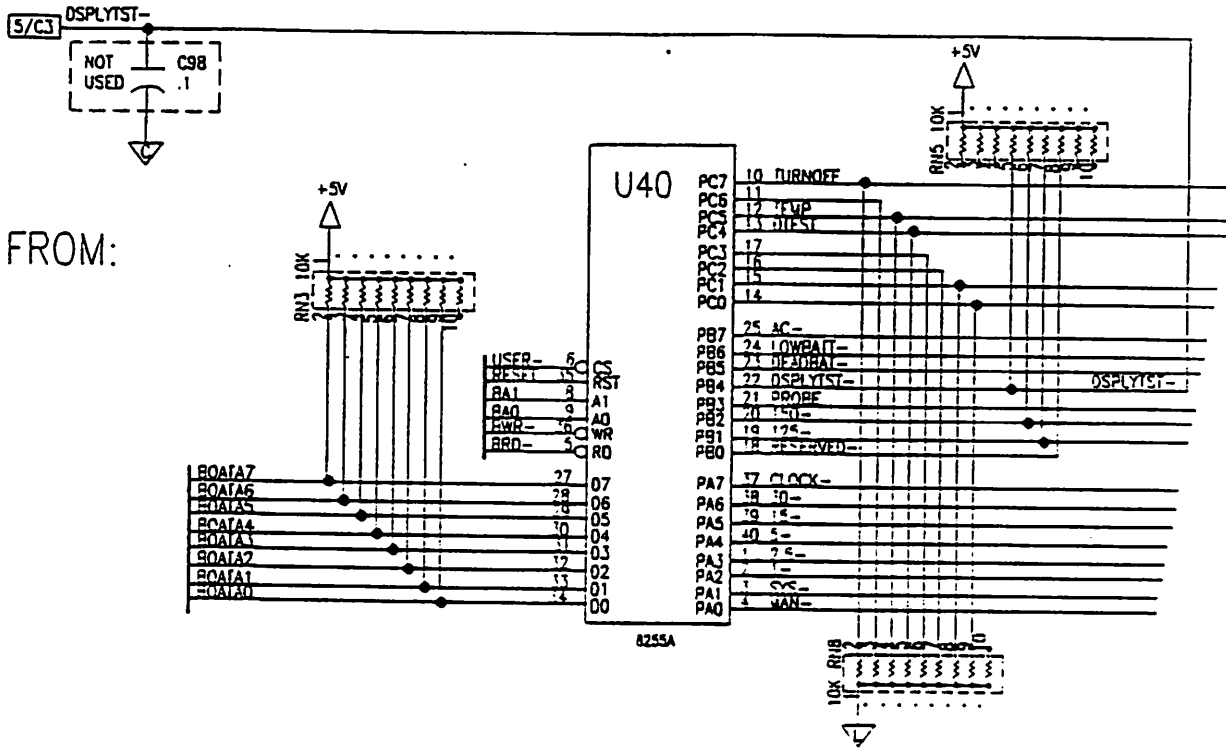 DSPLYTST-
5/C3
NOT USED
C98
.1
C
FROM:
+5V
10K
RN3
+5V
10K
RN5
10
U40
USER- 6 CS
RESET 35 RST
BA1 8 A1
BA0 9 A0
BWR- 36 WR
BRD- 5 RD
BDATA7 27 D7
BDATA6 28 D6
BDATA5 D5
BDATA4 30 D4
BDATA3 D3
BDATA2 32 D2
BDATA1 33 D1
BDATA0 D0
PC7 10 TURNOFF
PC6 11
PC5 12 TEMP
PC4 13 DTEST
PC3 17
PC2 16
PC1 15
PC0 14
PB7 25 AC-
PB6 24 LOWBATT-
PB5 23 DEADBAT-
PB4 22 DSPLYTST- DSPLYTST-
PB3 21 PROBE
PB2 20 150-
PB1 19 125-
PB0 18 RESERVED-
PA7 37 CLOCK-
PA6 38
PA5 39
PA4 40 5-
PA3
PA2
PA1
PA0 MAN-
8255A
RN8
10K
L